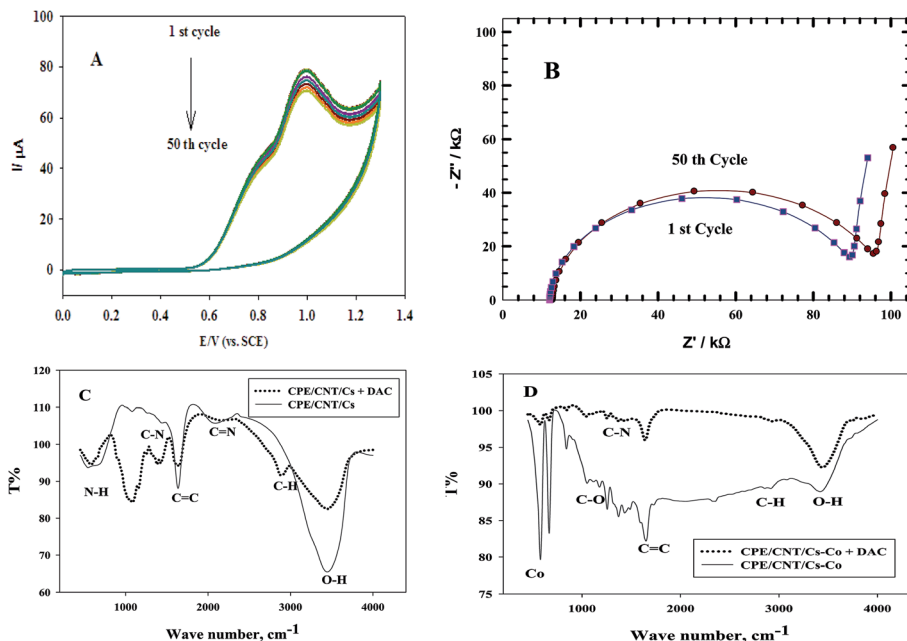 A
1 st cycle
50 th cycle
I/ µA
100
80
60
40
20
0
0.0 0.2 0.4 0.6 0.8 1.0 1.2 1.4
E/V (vs. SCE)
B
50 th Cycle
1 st Cycle
- Z'' / kΩ
100
80
60
40
20
0
0 20 40 60 80 100
Z' / kΩ
C
CPE/CNT/Cs + DAC
CPE/CNT/Cs
C-N
C=N
N-H
C=C
C-H
O-H
T%
120
110
100
90
80
70
60
1000 2000 3000 4000
Wave number, cm⁻¹
D
C-N
C-O
C-H
O-H
C=C
Co
CPE/CNT/Cs-Co + DAC
CPE/CNT/Cs-Co
T%
105
100
95
90
85
80
75
1000 2000 3000 4000
Wave number, cm⁻¹